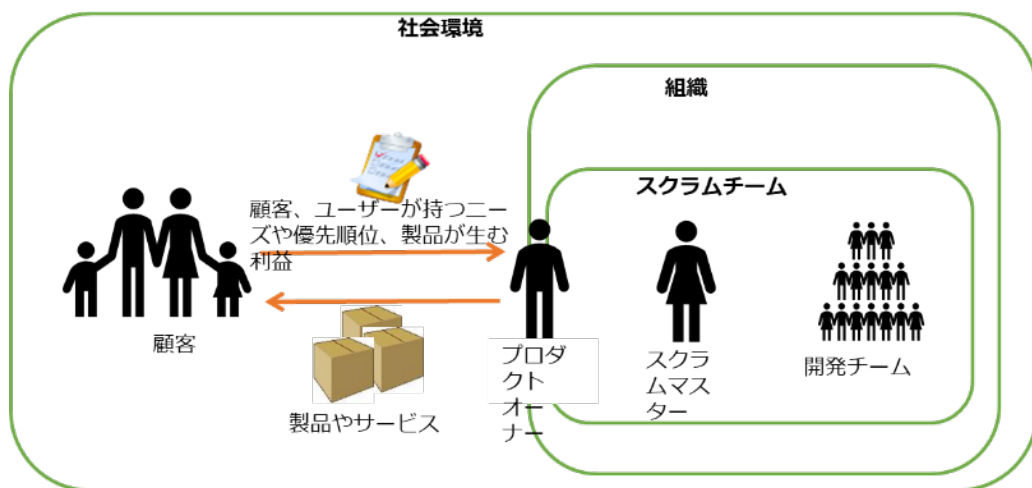 社会環境
組織
スクラムチーム
顧客、ユーザーが持つニー
ズや優先順位、製品が生む
利益
顧客
製品やサービス
プロダ
クト
オー
ナー
スクラ
ムマス
ター
開発チーム